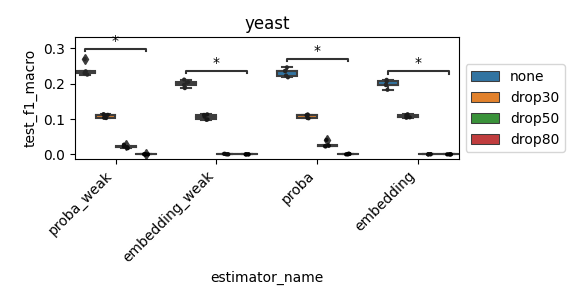 yeast
test_f1_macro
0.3
0.2
0.1
0.0
*
*
*
*
proba_weak
embedding_weak
proba
embedding
estimator_name
none
drop30
drop50
drop80